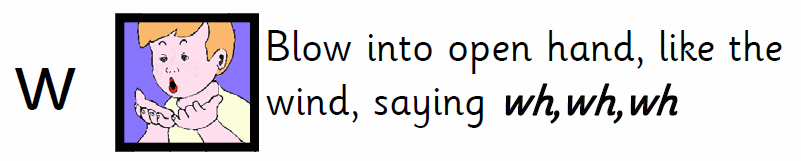 w
Blow into open hand, like the
wind, saying wh,wh,wh